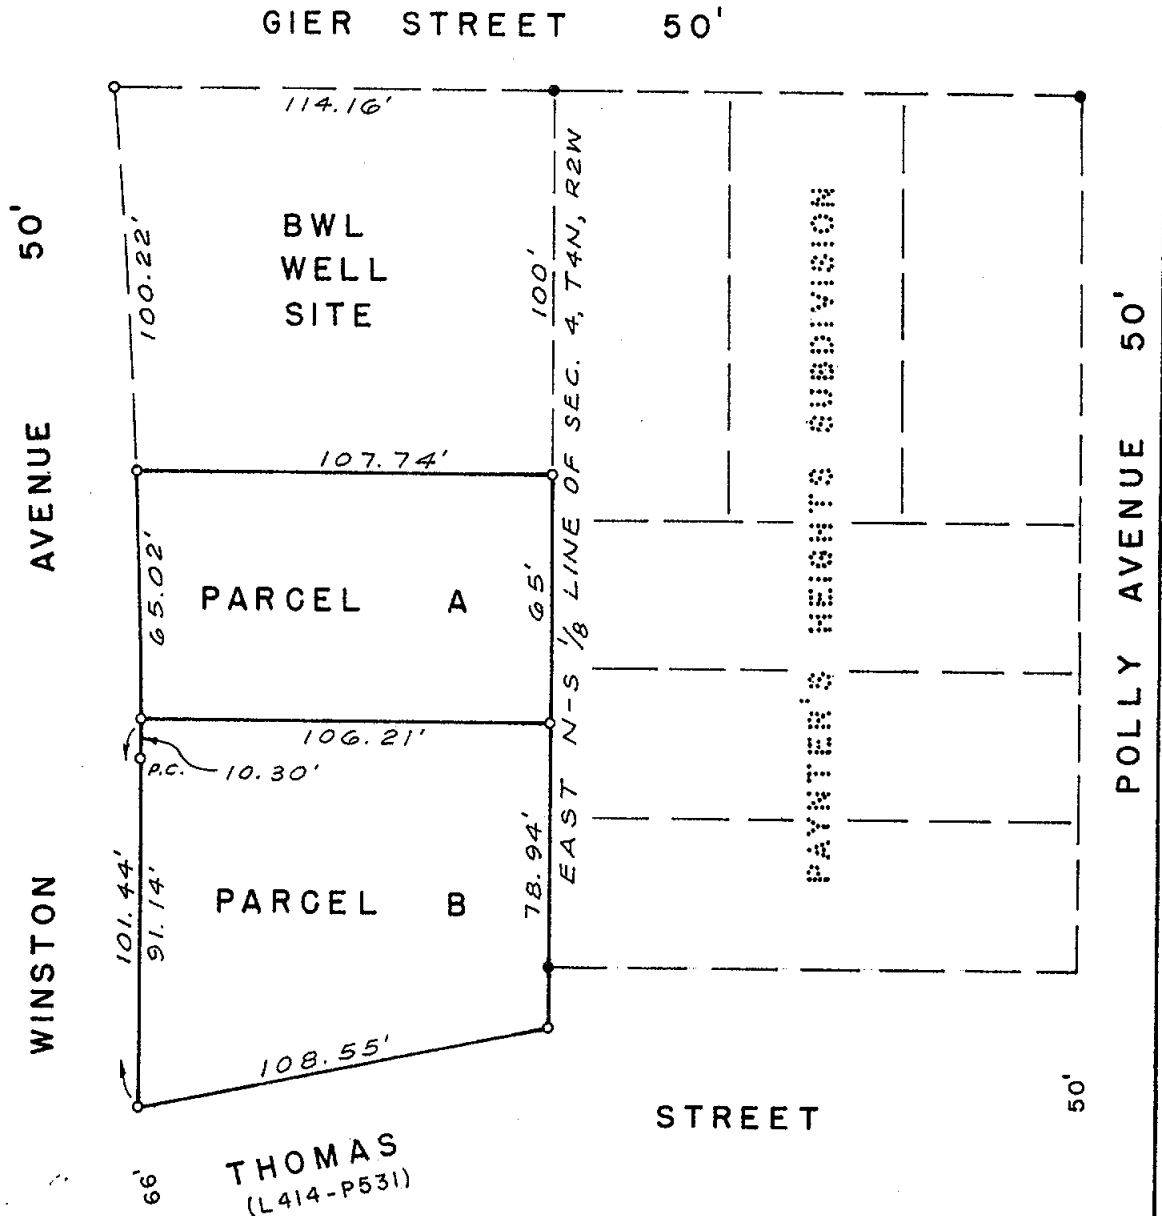 GIER STREET 50'
114.16'
50'
AVENUE
WINSTON
100.22'
BWL
WELL
SITE
100'
EAST N-S 1/8 LINE OF SEC. 4, T4N, R2W
107.74'
65.02'
PARCEL A
65'
106.21'
P.C.
10.30'
101.44'
91.14'
PARCEL B
78.94'
108.55'
PAYNTER'S HEIGHTS SUBDIVISION
POLLY AVENUE 50'
THOMAS STREET
(L414-P531)
66'
50'